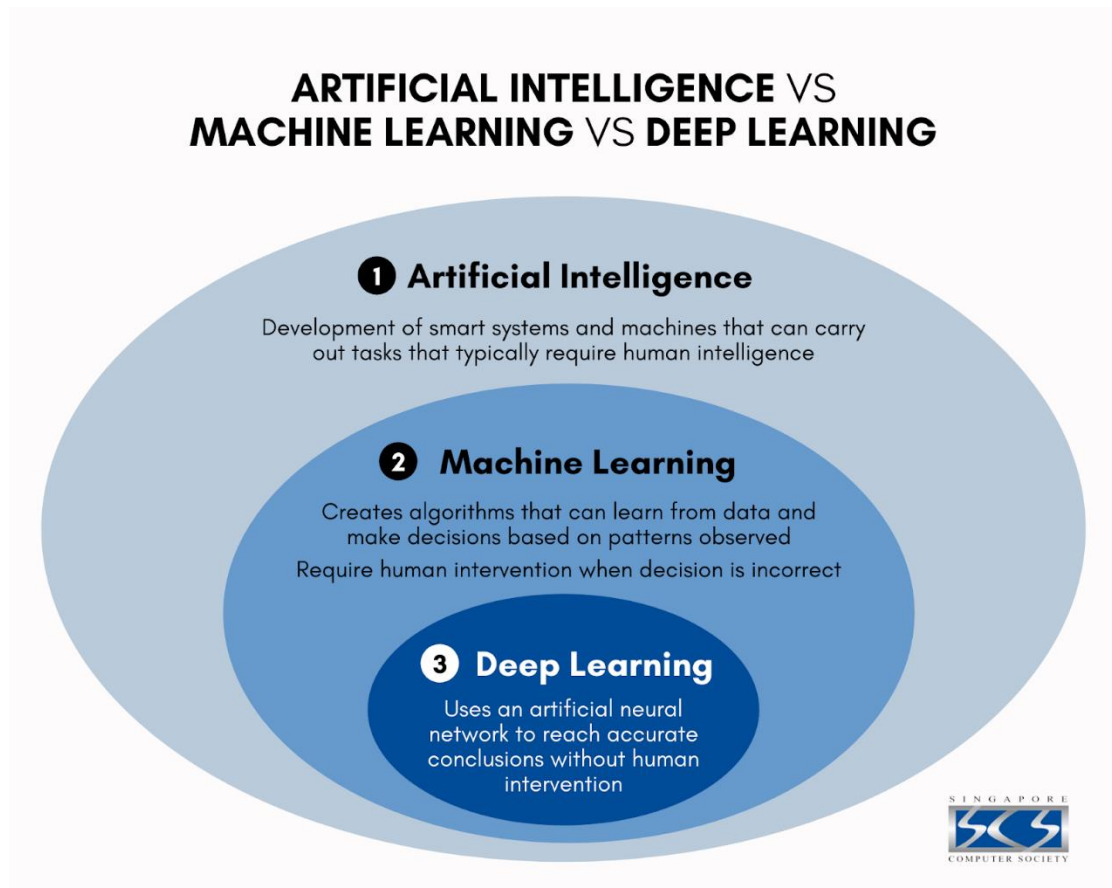 ARTIFICIAL INTELLIGENCE VS
MACHINE LEARNING VS DEEP LEARNING
1 Artificial Intelligence
Development of smart systems and machines that can carry
out tasks that typically require human intelligence
2 Machine Learning
Creates algorithms that can learn from data and
make decisions based on patterns observed
Require human intervention when decision is incorrect
3 Deep Learning
Uses an artificial neural
network to reach accurate
conclusions without human
intervention
SINGAPORE
SCS
COMPUTER SOCIETY